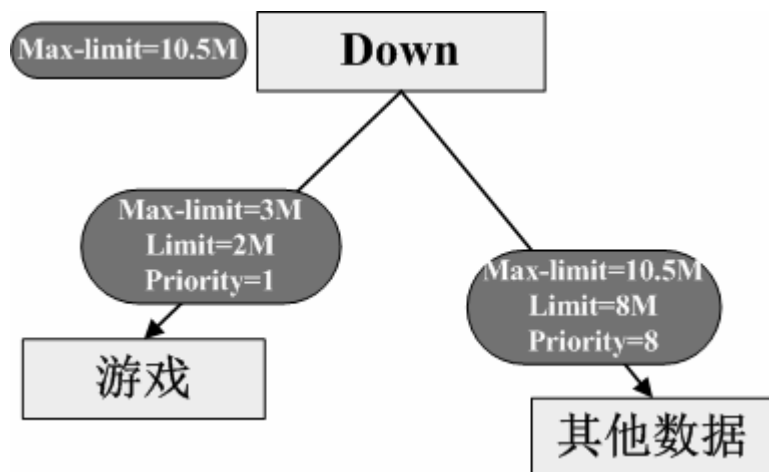 Max-limit=10.5M
Down
Max-limit=3M
Limit=2M
Priority=1
Max-limit=10.5M
Limit=8M
Priority=8
游戏
其他数据